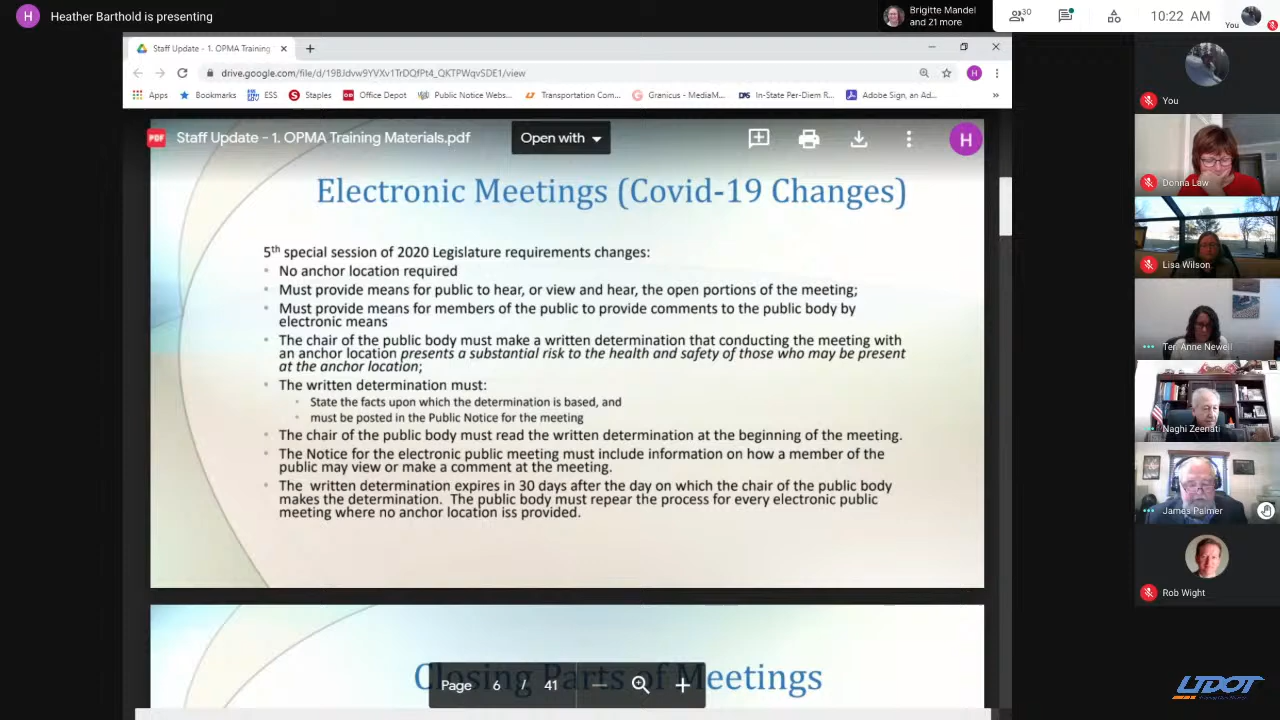 Heather Barthold is presenting
Brigitte Mandel
and 21 more
30
10:22 AM
You
Staff Update - 1. OPMA Training
drive.google.com/file/d/19BJdvw9YVXv1TrDQfPt4_QKTPWqvSDE1/view
Apps
Bookmarks
ESS
Staples
Office Depot
Public Notice Webs...
Transportation Com...
Granicus - MediaM...
In-State Per-Diem R...
Adobe Sign, an Ad...
PDF
Staff Update - 1. OPMA Training Materials.pdf
Open with
H
Electronic Meetings (Covid-19 Changes)
5th special session of 2020 Legislature requirements changes:
No anchor location required
Must provide means for public to hear, or view and hear, the open portions of the meeting;
Must provide means for members of the public to provide comments to the public body by
electronic means
The chair of the public body must make a written determination that conducting the meeting with
an anchor location presents a substantial risk to the health and safety of those who may be present
at the anchor location;
The written determination must:
State the facts upon which the determination is based, and
must be posted in the Public Notice for the meeting
The chair of the public body must read the written determination at the beginning of the meeting.
The Notice for the electronic public meeting must include information on how a member of the
public may view or make a comment at the meeting.
The written determination expires in 30 days after the day on which the chair of the public body
makes the determination. The public body must repear the process for every electronic public
meeting where no anchor location iss provided.
Closing Parts of Meetings
Page 6 / 41
You
Donna Law
Lisa Wilson
Teri Anne Newell
Naghi Zeenati
James Palmer
Rob Wight
UDOT